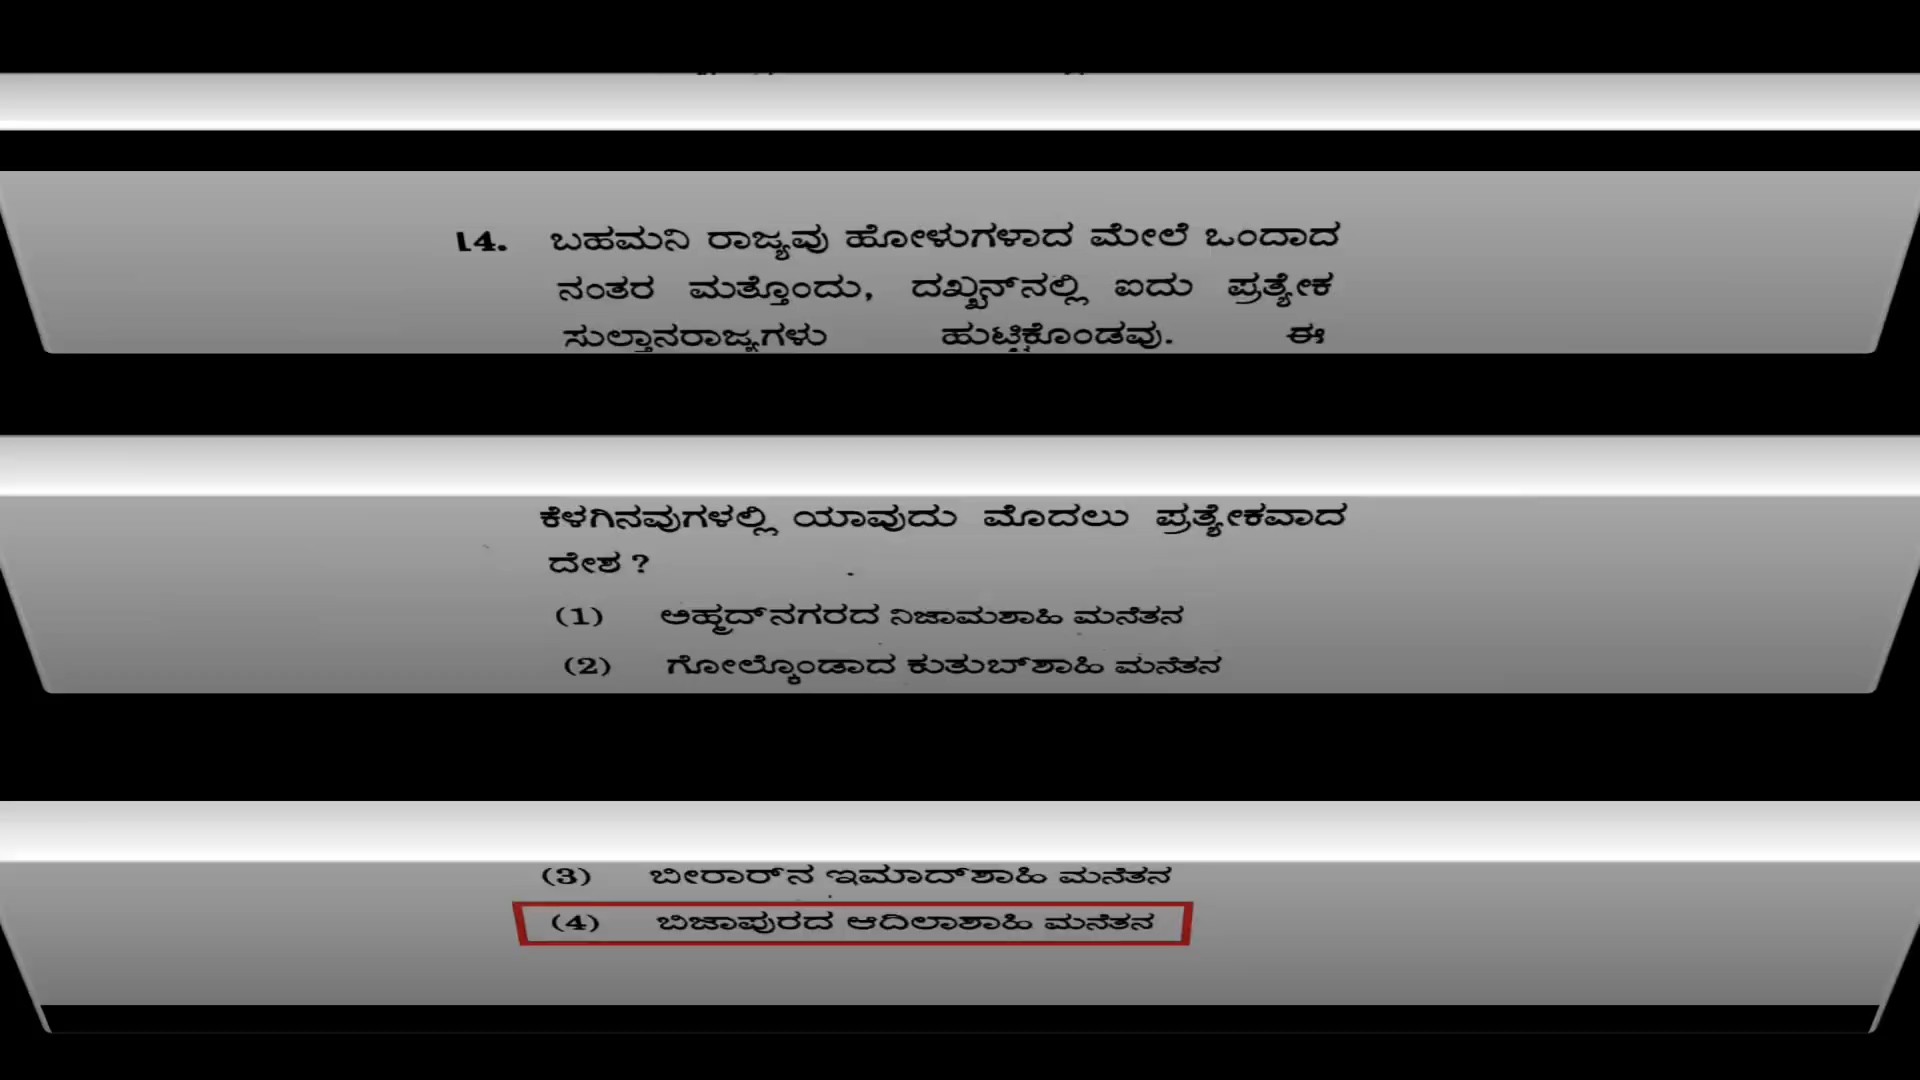 14. ಬಹಮನಿ ರಾಜ್ಯವು ಹೋಳುಗಳಾದ ಮೇಲೆ ಒಂದಾದ
ನಂತರ ಮತ್ತೊಂದು, ದಖ್ಖನ್‌ನಲ್ಲಿ ಐದು ಪ್ರತ್ಯೇಕ
ಸುಲ್ತಾನರಾಜ್ಯಗಳು ಹುಟ್ಟಿಕೊಂಡವು. ಈ
ಕೆಳಗಿನವುಗಳಲ್ಲಿ ಯಾವುದು ಮೊದಲು ಪ್ರತ್ಯೇಕವಾದ
ದೇಶ ?
(1) ಅಹ್ಮದ್‌ನಗರದ ನಿಜಾಮಶಾಹಿ ಮನೆತನ
(2) ಗೋಲ್ಕೊಂಡಾದ ಕುತುಬ್‌ಶಾಹಿ ಮನೆತನ
(3) ಬೀರಾರ್‌ನ ಇಮಾದ್‌ಶಾಹಿ ಮನೆತನ
(4) ಬಿಜಾಪುರದ ಆದಿಲಾಶಾಹಿ ಮನೆತನ